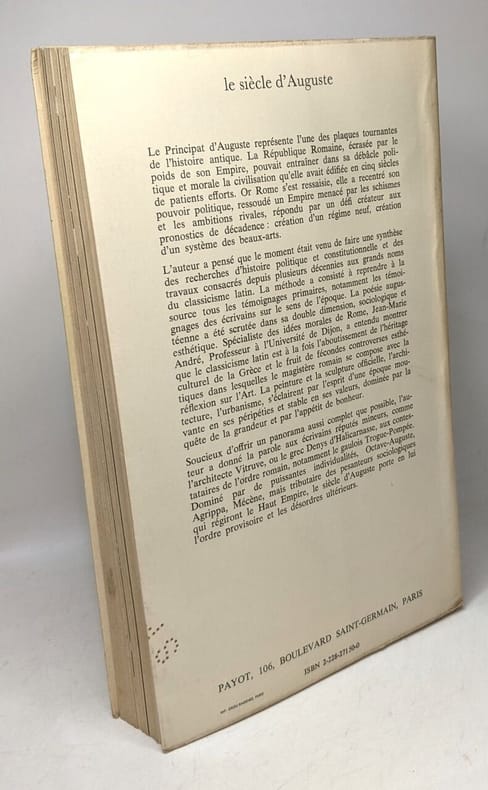 le siècle d'Auguste
Le Principat d'Auguste représente l'une des plaques tournantes
de l'histoire antique. La République Romaine, écrasée par le
poids de son Empire, pouvait entraîner dans sa débâcle poli-
tique et morale la civilisation qu'elle avait édifiée en cinq siècles
de patients efforts. Or Rome s'est ressaisie, elle a recentré son
pouvoir politique, ressoudé un Empire menacé par les schismes
et les ambitions rivales, répondu par un défi créateur aux
pronostics de décadence : création d'un régime neuf, création
d'un système des beaux-arts.
L'auteur a pensé que le moment était venu de faire une synthèse
des recherches d'histoire politique et constitutionnelle et des
travaux consacrés depuis plusieurs décennies aux grands noms
du classicisme latin. La méthode a consisté à reprendre à la
source tous les témoignages primaires, notamment les témoi-
gnages des écrivains sur le sens de l'époque. La poésie augus-
téenne a été scrutée dans sa double dimension, sociologique et
esthétique. Spécialiste des idées morales de Rome, Jean-Marie
André, Professeur à l'Université de Dijon, a entendu montrer
que le classicisme latin est à la fois l'aboutissement de l'héritage
culturel de la Grèce et le fruit de fécondes controverses esthé-
tiques dans lesquelles le magistère romain se compose avec la
réflexion sur l'Art. La peinture et la sculpture officielle, l'archi-
tecture, l'urbanisme, s'éclairent par l'esprit d'une époque mou-
vante en ses péripéties et stable en ses valeurs, dominée par la
quête de la grandeur et par l'appétit de bonheur.
Soucieux d'offrir un panorama aussi complet que possible, l'au-
teur a donné la parole aux écrivains réputés mineurs, comme
l'architecte Vitruve, ou le grec Denys d'Halicarnasse, aux contes-
tataires de l'ordre romain, notamment le gaulois Trogue-Pompée.
Dominé par de puissantes individualités, Octave-Auguste,
Agrippa, Mécène, mais tributaire des pesanteurs sociologiques
qui régiront le Haut Empire, le siècle d'Auguste porte en lui
l'ordre provisoire et les désordres ultérieurs.
PAYOT, 106, BOULEVARD SAINT-GERMAIN, PARIS
ISBN 2-228-27150-0